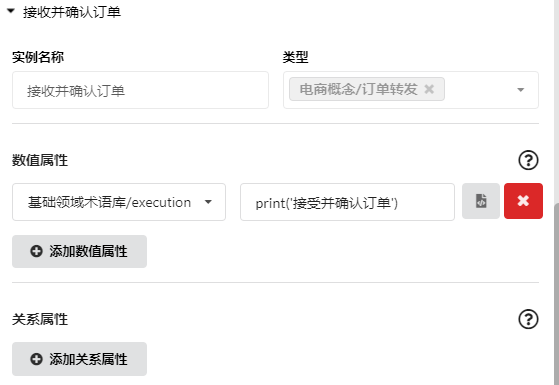 接收并确认订单
实例名称
类型
接收并确认订单
电商概念/订单转发
数值属性
基础领域术语库/execution
print('接受并确认订单')
添加数值属性
关系属性
添加关系属性